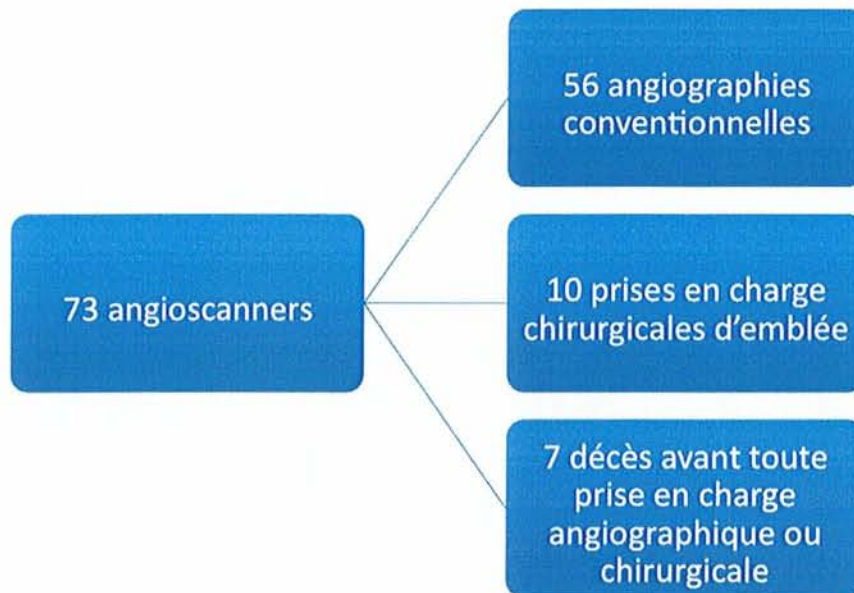 73 angioscanners
56 angiographies
conventionnelles
10 prises en charge
chirurgicales d'emblée
7 décès avant toute
prise en charge
angiographique ou
chirurgicale